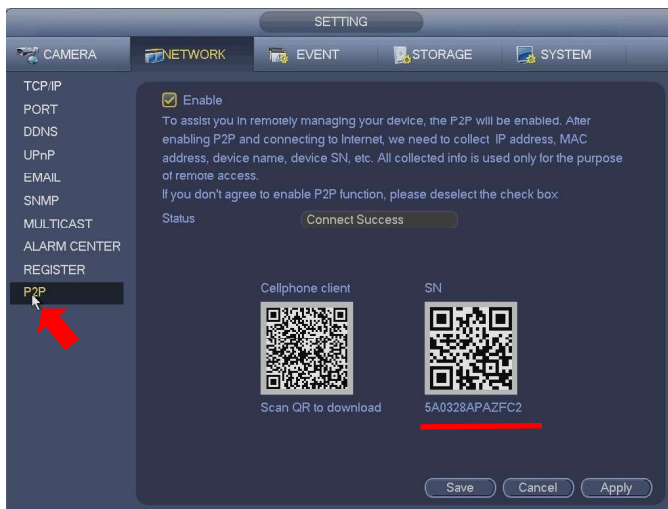 SETTING
CAMERA
NETWORK
EVENT
STORAGE
SYSTEM
TCP/IP
PORT
DDNS
UPnP
EMAIL
SNMP
MULTICAST
ALARM CENTER
REGISTER
P2P
Enable
To assist you in remotely managing your device, the P2P will be enabled. After
enabling P2P and connecting to Internet, we need to collect IP address, MAC
address, device name, device SN, etc. All collected info is used only for the purpose
of remote access.
If you don't agree to enable P2P function, please deselect the check box
Status
Connect Success
Cellphone client
SN
Scan QR to download
5A0328APAZFC2
Save
Cancel
Apply